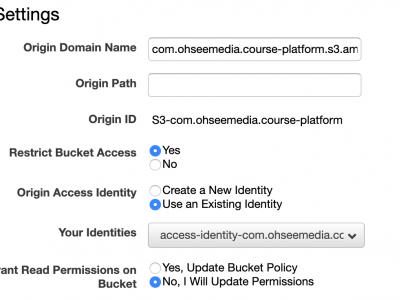 Settings
Origin Domain Name
com.ohseemedia.course-platform.s3.am
Origin Path
Origin ID
S3-com.ohseemedia.course-platform
Restrict Bucket Access
Yes
No
Origin Access Identity
Create a New Identity
Use an Existing Identity
Your Identities
access-identity-com.ohseemedia.cc
ant Read Permissions on
Bucket
Yes, Update Bucket Policy
No, I Will Update Permissions